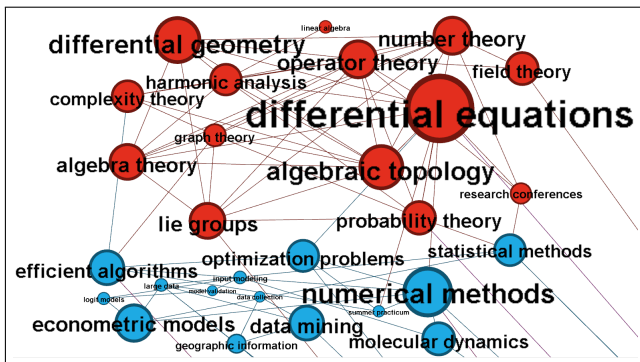 linear algebra
differential geometry
number theory
operator theory
field theory
harmonic analysis
complexity theory
differential equations
graph theory
algebra theory
algebraic topology
research conferences
lie groups
probability theory
statistical methods
optimization problems
efficient algorithms
input modeling
large data
model validation
data collection
logit models
numerical methods
summer practicum
econometric models
data mining
molecular dynamics
geographic information